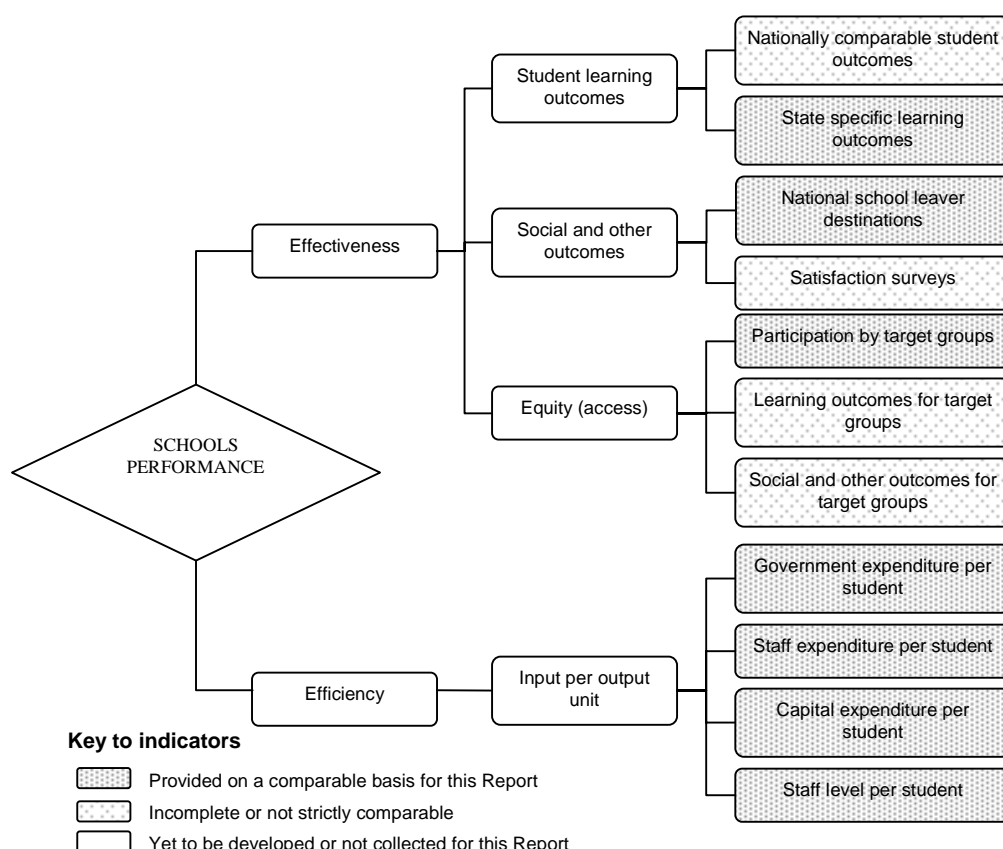 Nationally comparable student
outcomes
Student learning
outcomes
State specific learning
outcomes
National school leaver
destinations
Effectiveness
Social and other
outcomes
Satisfaction surveys
Participation by target groups
Equity (access)
Learning outcomes for target
groups
SCHOOLS
PERFORMANCE
Social and other outcomes for
target groups
Government expenditure per
student
Staff expenditure per student
Efficiency
Input per output
unit
Capital expenditure per
student
Staff level per student
Key to indicators
Provided on a comparable basis for this Report
Incomplete or not strictly comparable
Yet to be developed or not collected for this Report